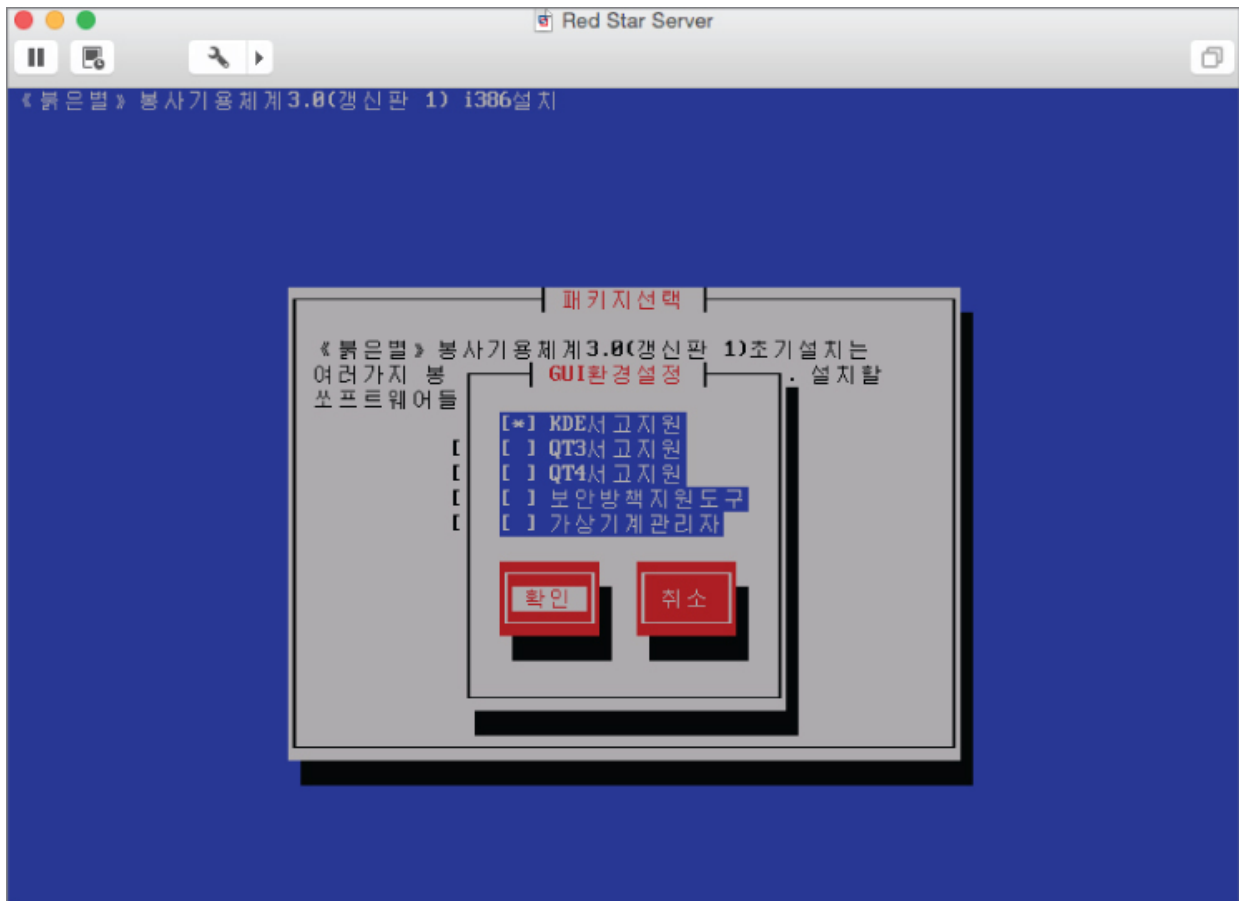 Red Star Server
《붉은별》봉사기용체계3.0(갱신판 1) i386설치
패키지선택
《붉은별》봉사기용체계3.0(갱신판 1)초기설치는
여러가지 봉 . 설치할
쏘프트웨어들
GUI환경설정
[*] KDE서고지원
[ ] QT3서고지원
[ ] QT4서고지원
[ ] 보안방책지원도구
[ ] 가상기계관리자
확인 취소